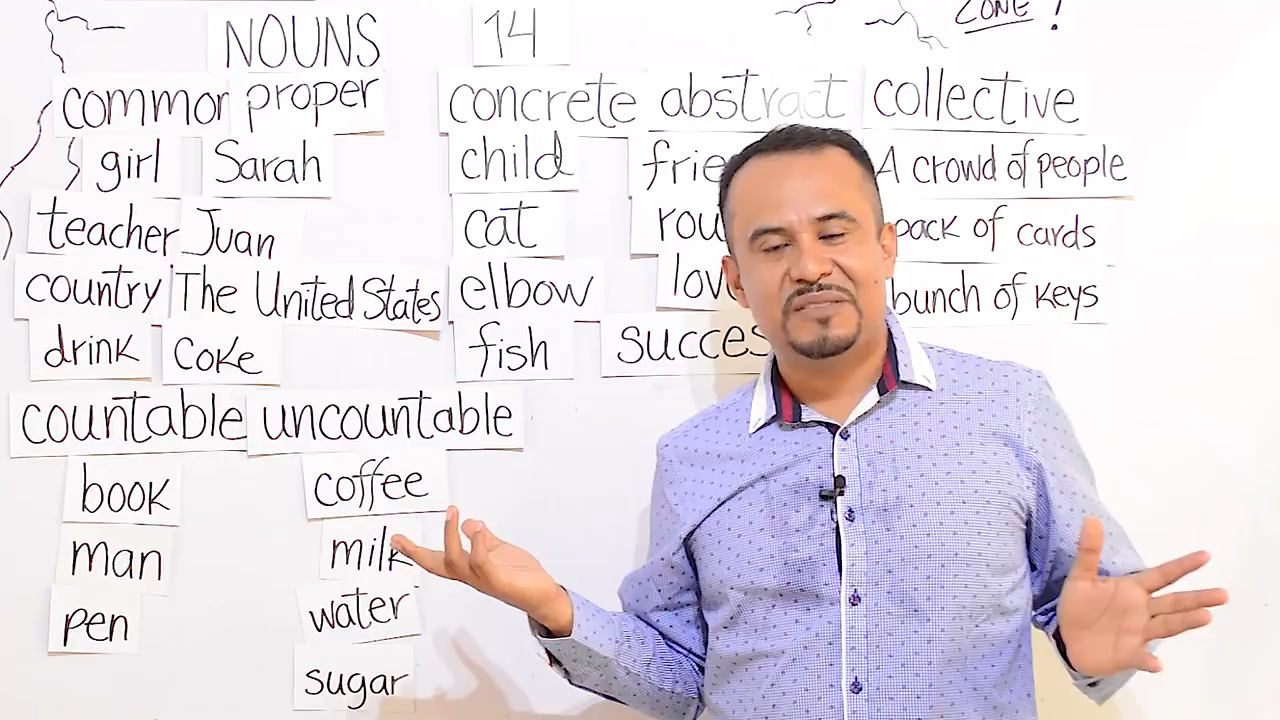 ZONE !
NOUNS 14
common proper concrete abstract collective
girl Sarah child A crowd of people
teacher Juan cat pack of cards
country The United States elbow bunch of keys
drink Coke fish
countable uncountable
book coffee
man milk
pen water
sugar